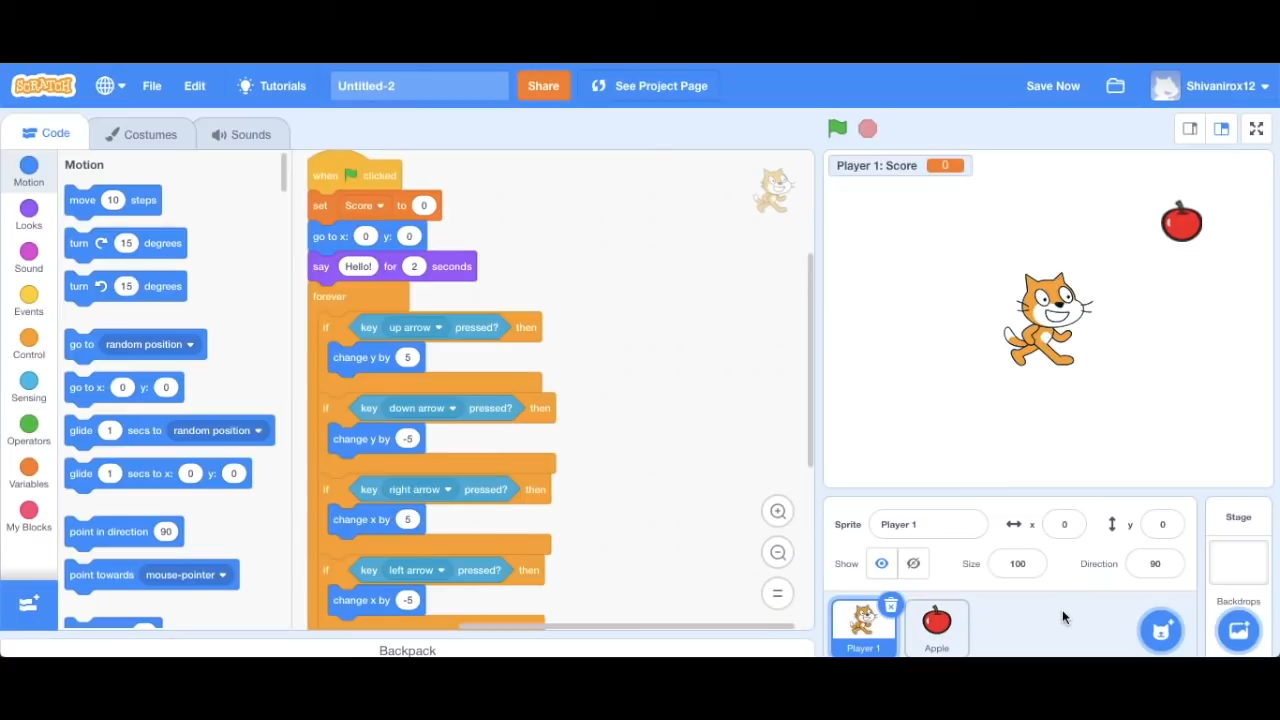 SCRATCH File Edit Tutorials Untitled-2 Share See Project Page Save Now Shivanirox12
Code Costumes Sounds
Motion
Looks
Sound
Events
Control
Sensing
Operators
Variables
My Blocks
Motion
move 10 steps
turn 15 degrees
turn 15 degrees
go to random position
go to x: 0 y: 0
glide 1 secs to random position
glide 1 secs to x: 0 y: 0
point in direction 90
point towards mouse-pointer
when clicked
set Score to 0
go to x: 0 y: 0
say Hello! for 2 seconds
forever
if key up arrow pressed? then
change y by 5
if key down arrow pressed? then
change y by -5
if key right arrow pressed? then
change x by 5
if key left arrow pressed? then
change x by -5
Backpack
Player 1: Score 0
Sprite Player 1 x 0 y 0
Show Size 100 Direction 90
Player 1
Apple
Stage
Backdrops